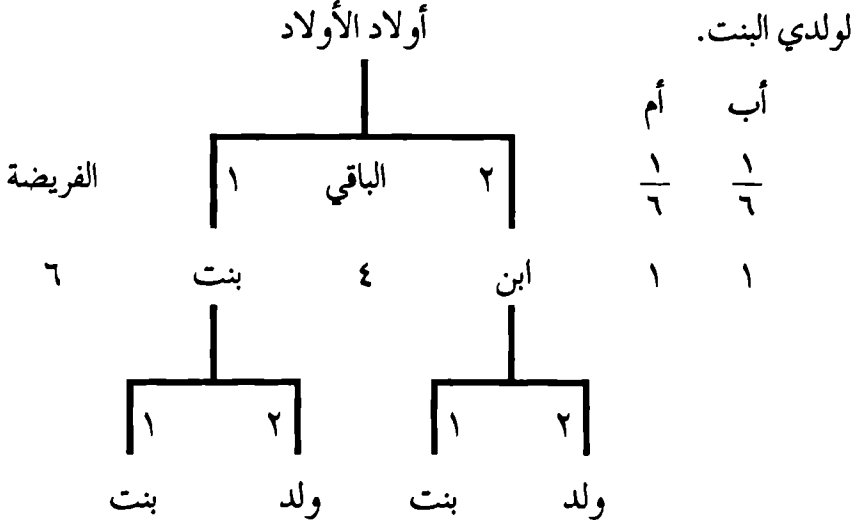 لولدي البنت. أولاد الأولاد
أب أم
١/٦ ١/٦ ٢ الباقي ١ الفريضة
١ ١ ابن ٤ بنت ٦
٢ ١ ٢ ١
ولد بنت ولد بنت